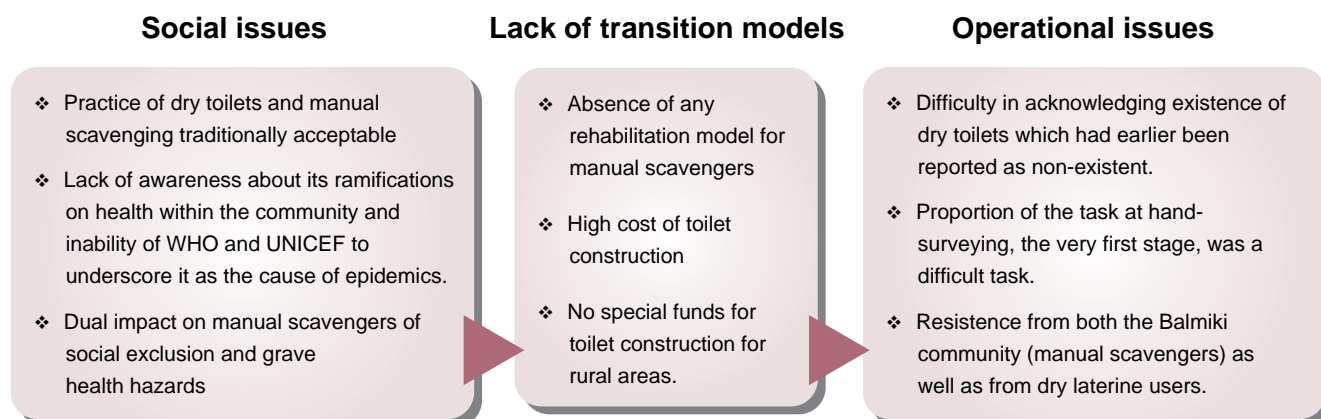 Social issues
❖ Practice of dry toilets and manual
scavenging traditionally acceptable
❖ Lack of awareness about its ramifications
on health within the community and
inability of WHO and UNICEF to
underscore it as the cause of epidemics.
❖ Dual impact on manual scavengers of
social exclusion and grave
health hazards
Lack of transition models
❖ Absence of any
rehabilitation model for
manual scavengers
❖ High cost of toilet
construction
❖ No special funds for
toilet construction for
rural areas.
Operational issues
❖ Difficulty in acknowledging existence of
dry toilets which had earlier been
reported as non-existent.
❖ Proportion of the task at hand-
surveying, the very first stage, was a
difficult task.
❖ Resistence from both the Balmiki
community (manual scavengers) as
well as from dry laterine users.